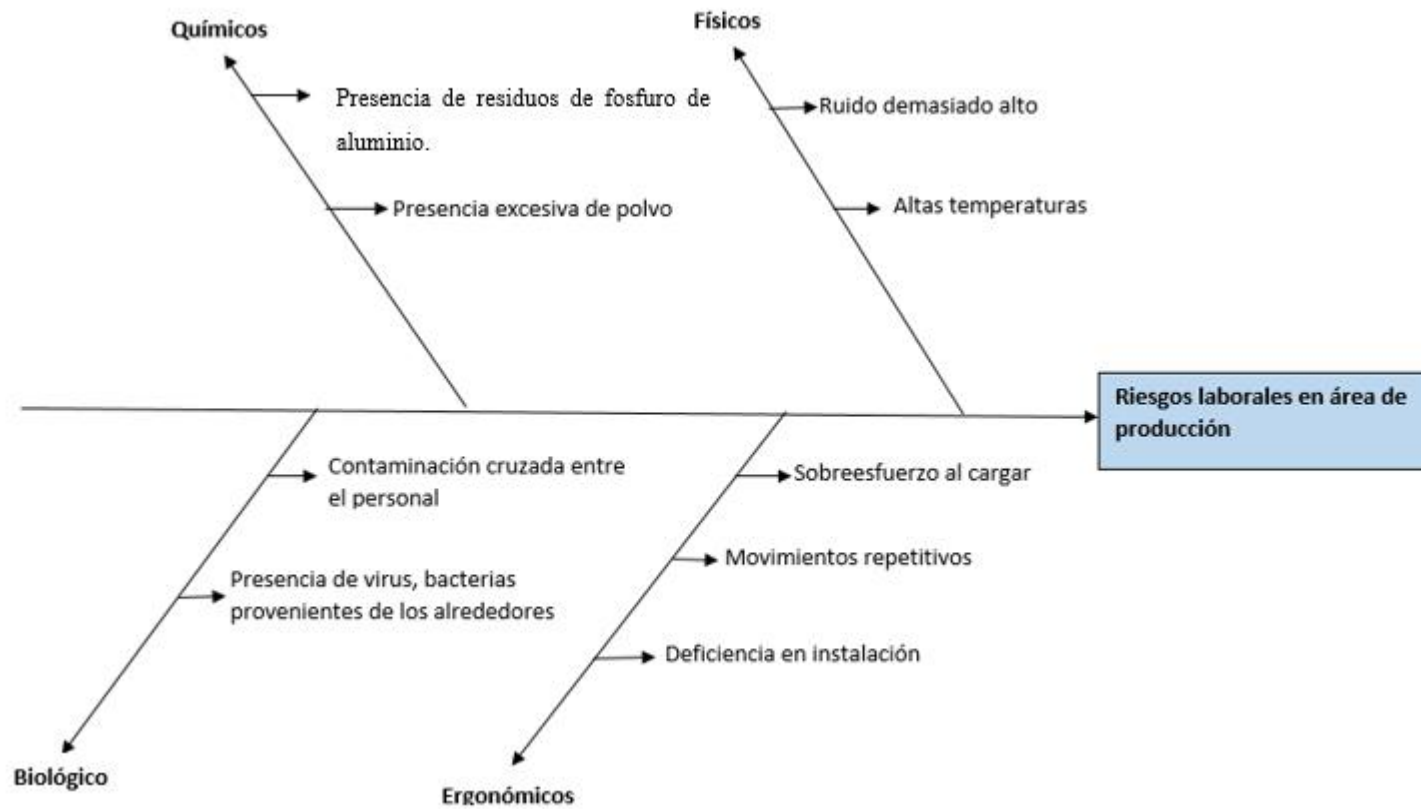 Químicos
Presencia de residuos de fosfuro de
aluminio.
Presencia excesiva de polvo
Físicos
Ruido demasiado alto
Altas temperaturas
Riesgos laborales en área de
producción
Contaminación cruzada entre
el personal
Presencia de virus, bacterias
provenientes de los alrededores
Biológico
Sobreesfuerzo al cargar
Movimientos repetitivos
Deficiencia en instalación
Ergonómicos